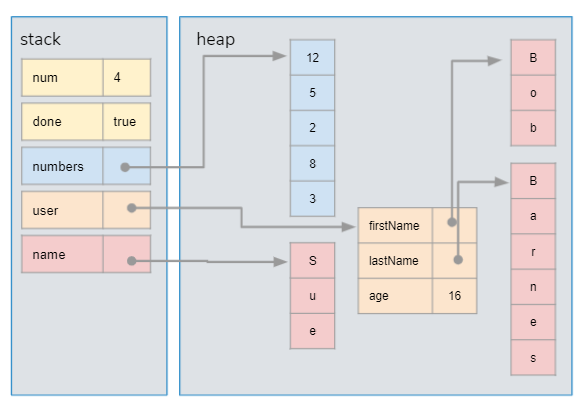 stack
num 4
done true
numbers
user
name
heap
12
5
2
8
3
S
u
e
firstName
lastName
age 16
B
o
b
B
a
r
n
e
s